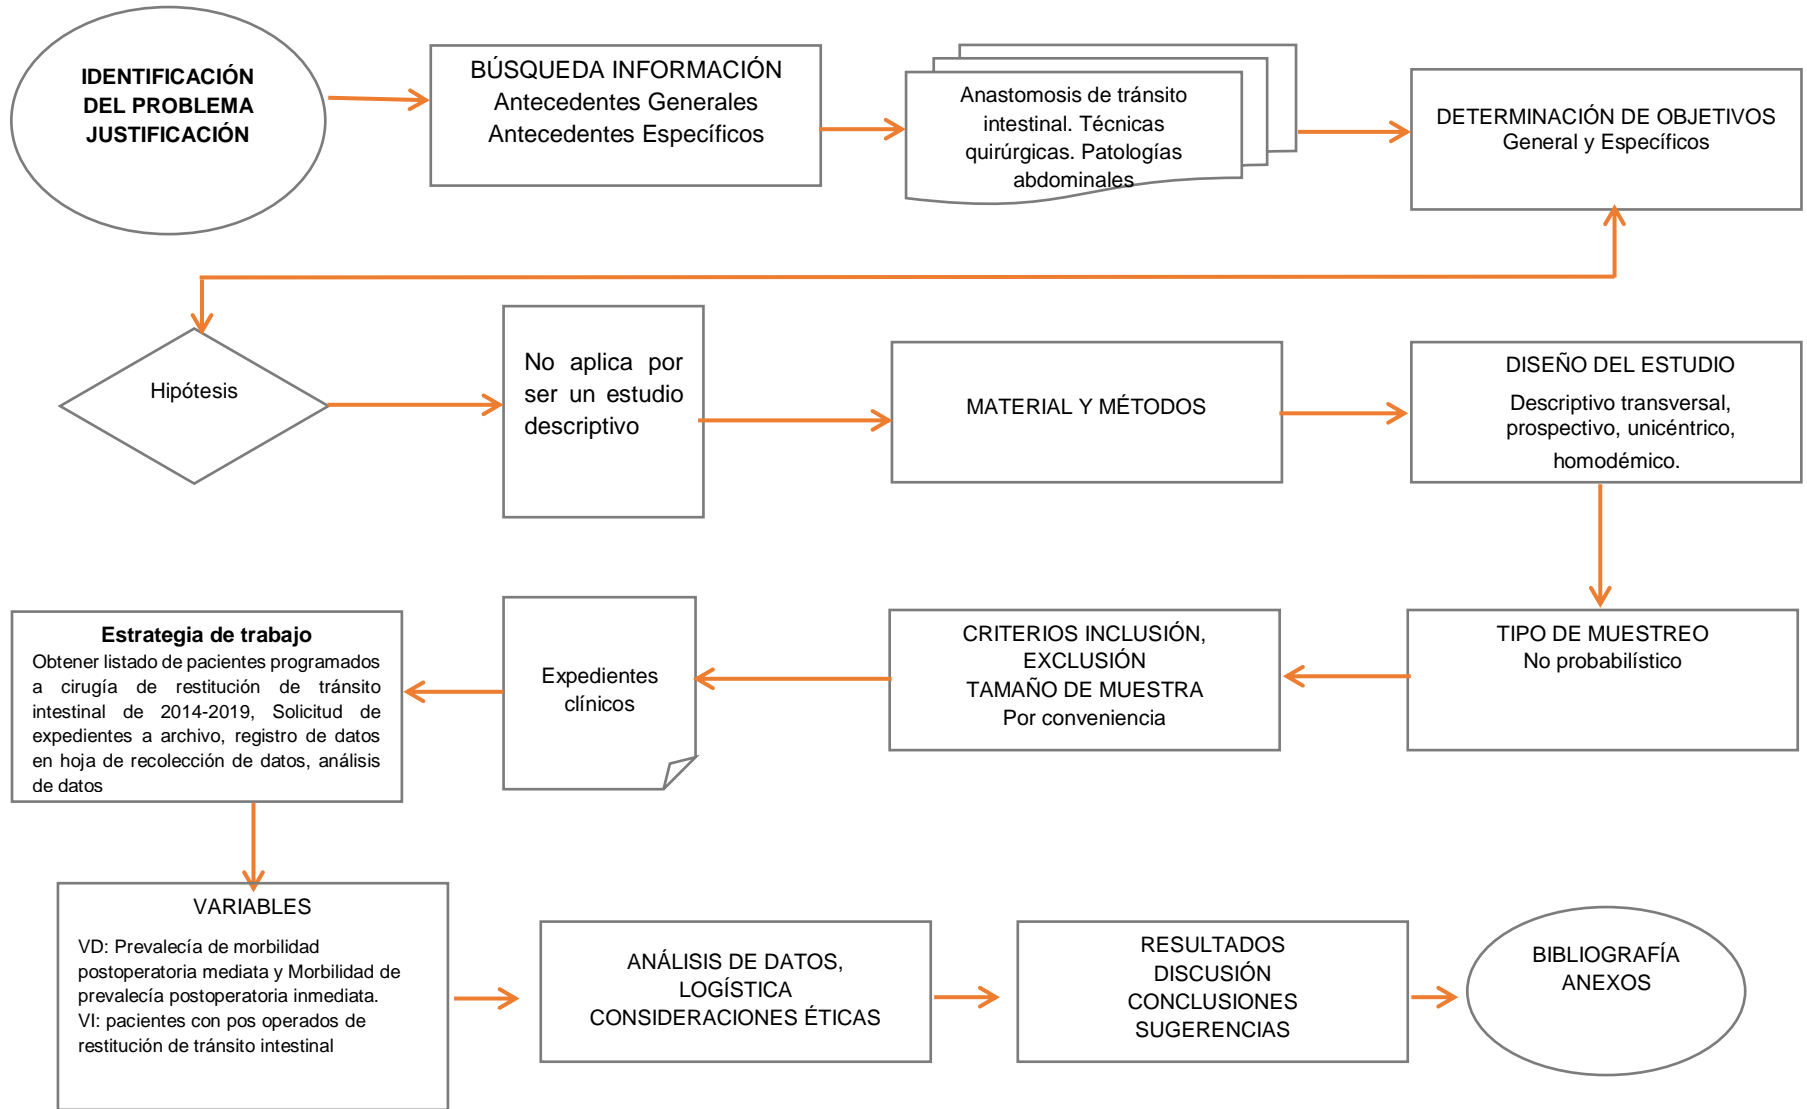 IDENTIFICACIÓN
DEL PROBLEMA
JUSTIFICACIÓN
BÚSQUEDA INFORMACIÓN
Antecedentes Generales
Antecedentes Específicos
Anastomosis de tránsito
intestinal. Técnicas
quirúrgicas. Patologías
abdominales
DETERMINACIÓN DE OBJETIVOS
General y Específicos
Hipótesis
No aplica por
ser un estudio
descriptivo
MATERIAL Y MÉTODOS
DISEÑO DEL ESTUDIO
Descriptivo transversal,
prospectivo, unicéntrico,
homodémico.
TIPO DE MUESTREO
No probabilístico
CRITERIOS INCLUSIÓN,
EXCLUSIÓN
TAMAÑO DE MUESTRA
Por conveniencia
Expedientes
clínicos
Estrategia de trabajo
Obtener listado de pacientes programados
a cirugía de restitución de tránsito
intestinal de 2014-2019, Solicitud de
expedientes a archivo, registro de datos
en hoja de recolección de datos, análisis
de datos
VARIABLES
VD: Prevalecía de morbilidad
postoperatoria mediata y Morbilidad de
prevalecía postoperatoria inmediata.
VI: pacientes con pos operados de
restitución de tránsito intestinal
ANÁLISIS DE DATOS,
LOGÍSTICA
CONSIDERACIONES ÉTICAS
RESULTADOS
DISCUSIÓN
CONCLUSIONES
SUGERENCIAS
BIBLIOGRAFÍA
ANEXOS